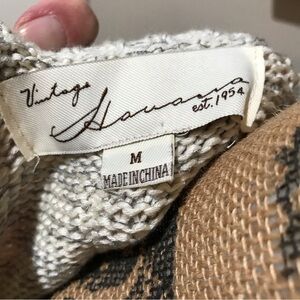 Vintage
Havana
est. 1954
M
MADE IN CHINA